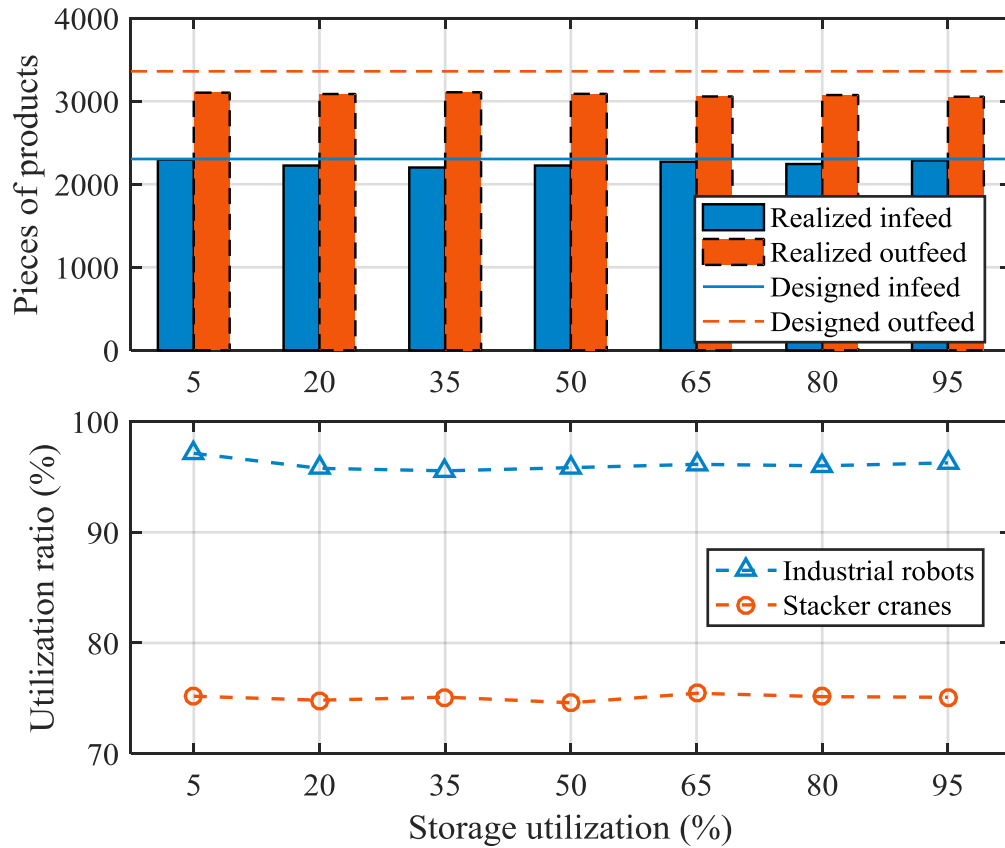 Pieces of products
4000
3000
2000
1000
0
Realized infeed
Realized outfeed
Designed infeed
Designed outfeed
5 20 35 50 65 80 95
Utilization ratio (%)
100
90
80
70
Industrial robots
Stacker cranes
5 20 35 50 65 80 95
Storage utilization (%)